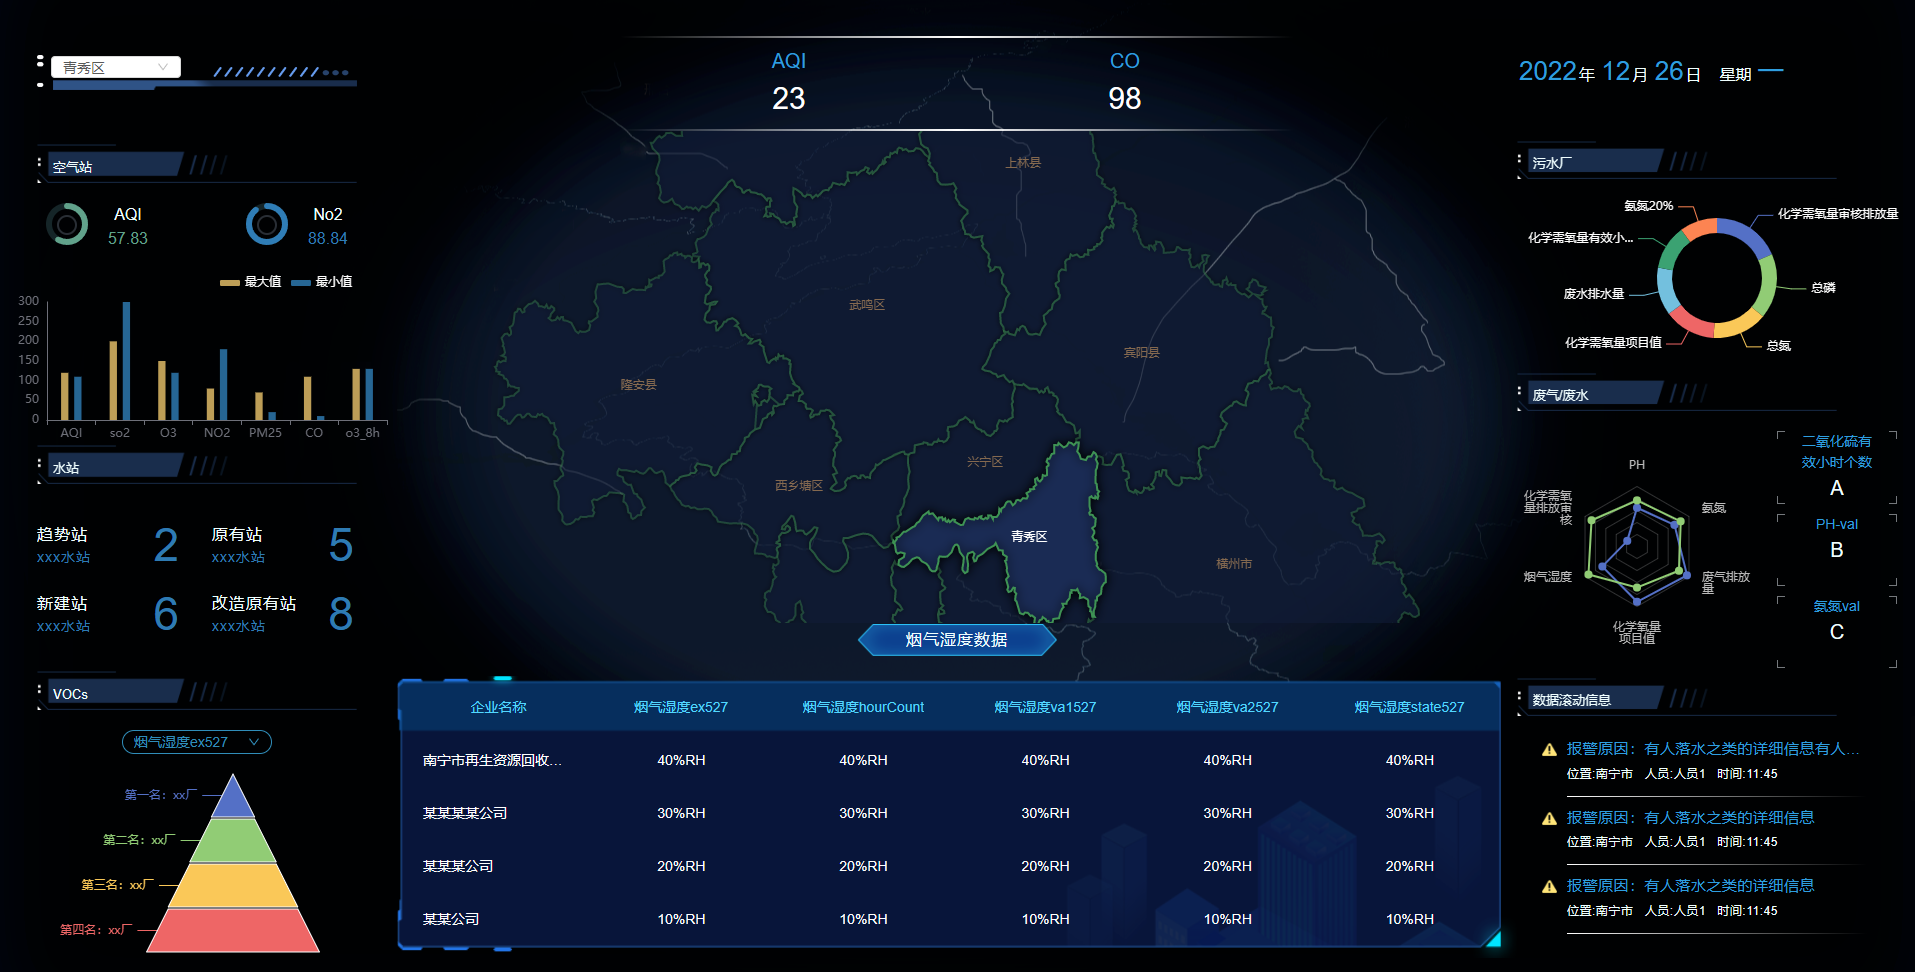 青秀区
AQI
23
CO
98
2022年 12月 26日 星期 一
空气站
AQI
57.83
No2
88.84
最大值 最小值
300
250
200
150
100
50
0
AQI so2 O3 NO2 PM25 CO o3_8h
水站
趋势站
xxx水站
2
原有站
xxx水站
5
新建站
xxx水站
6
改造原有站
xxx水站
8
VOCs
烟气湿度ex527
第一名：xx厂
第二名：xx厂
第三名：xx厂
第四名：xx厂
上林县
武鸣区
宾阳县
隆安县
兴宁区
西乡塘区
青秀区
横州市
烟气湿度数据
企业名称 烟气湿度ex527 烟气湿度hourCount 烟气湿度va1527 烟气湿度va2527 烟气湿度state527
南宁市再生资源回收... 40%RH 40%RH 40%RH 40%RH 40%RH
某某某某公司 30%RH 30%RH 30%RH 30%RH 30%RH
某某某公司 20%RH 20%RH 20%RH 20%RH 20%RH
某某公司 10%RH 10%RH 10%RH 10%RH 10%RH
污水厂
氨氮20%
化学需氧量审核排放量
化学需氧量有效小...
废水排水量
总磷
化学需氧量项目值
总氮
废气/废水
PH
化学需氧
量排放审
核
氨氮
烟气湿度
废气排放
量
化学氧量
项目值
二氧化硫有
效小时个数
A
PH-val
B
氨氮val
C
数据滚动信息
报警原因：有人落水之类的详细信息有人...
位置:南宁市 人员:人员1 时间:11:45
报警原因：有人落水之类的详细信息
位置:南宁市 人员:人员1 时间:11:45
报警原因：有人落水之类的详细信息
位置:南宁市 人员:人员1 时间:11:45